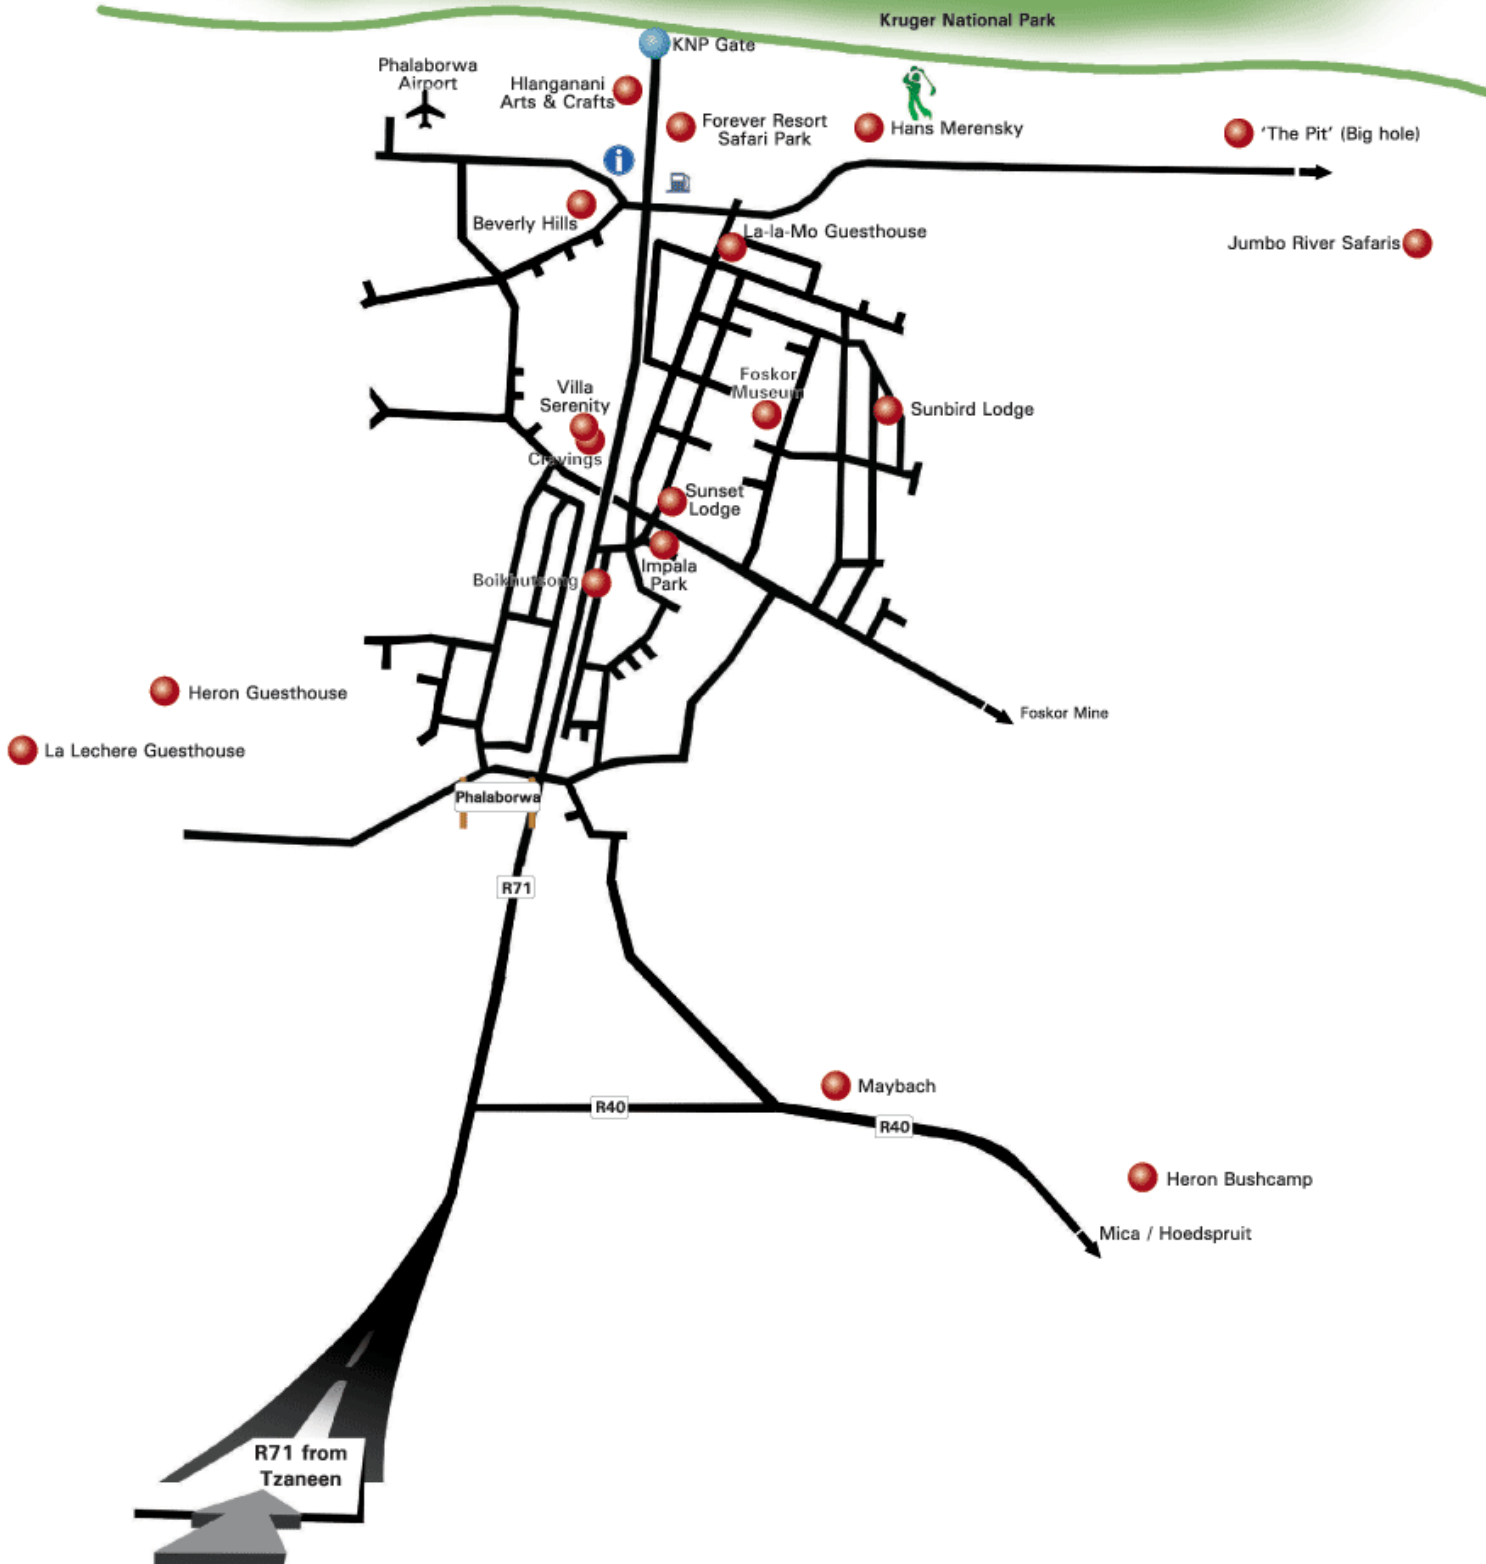 Kruger National Park
KNP Gate
Phalaborwa
Airport
Hlanganani
Arts & Crafts
Forever Resort
Safari Park
Hans Merensky
'The Pit' (Big hole)
i
Beverly Hills
La-la-Mo Guesthouse
Jumbo River Safaris
Villa
Serenity
Foskor
Museum
Sunbird Lodge
Cravings
Sunset
Lodge
Impala
Park
Boikhutsong
Heron Guesthouse
Foskor Mine
La Lechere Guesthouse
Phalaborwa
R71
Maybach
R40
R40
Heron Bushcamp
Mica / Hoedspruit
R71 from
Tzaneen